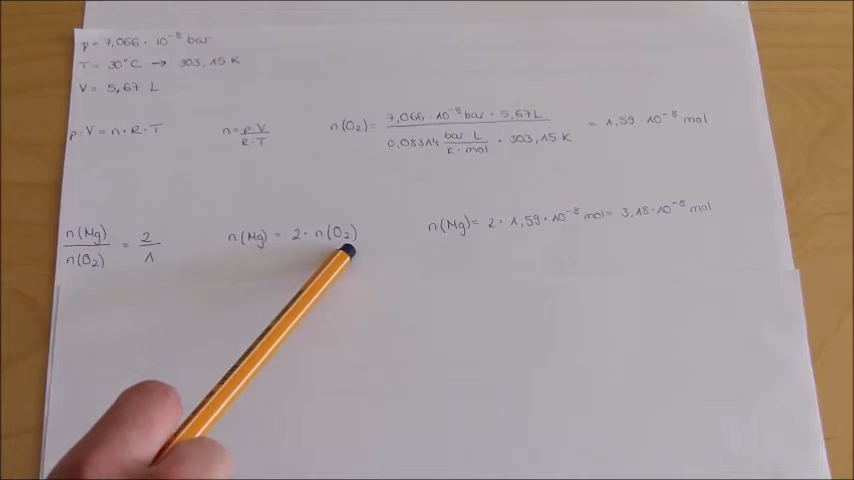 p = 7,066 · 10⁻⁸ bar
T = 30°C → 303,15 K
V = 5,67 L
p · V = n · R · T
n = p·V / R·T
n(O₂) = 7,066 · 10⁻⁸ bar · 5,67 L / 0,08314 bar·L / K·mol · 303,15 K = 1,59 · 10⁻⁸ mol
n(Mg) / n(O₂) = 2 / 1
n(Mg) = 2 · n(O₂)
n(Mg) = 2 · 1,59 · 10⁻⁸ mol = 3,18 · 10⁻⁸ mol